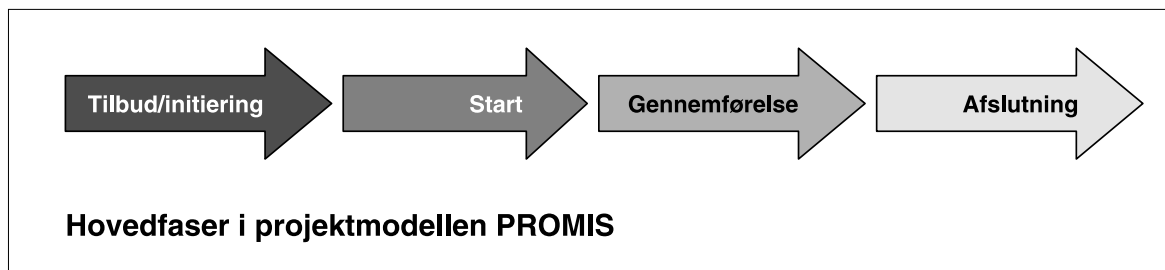 Tilbud/initiering
Start
Gennemførelse
Afslutning
Hovedfaser i projektmodellen PROMIS